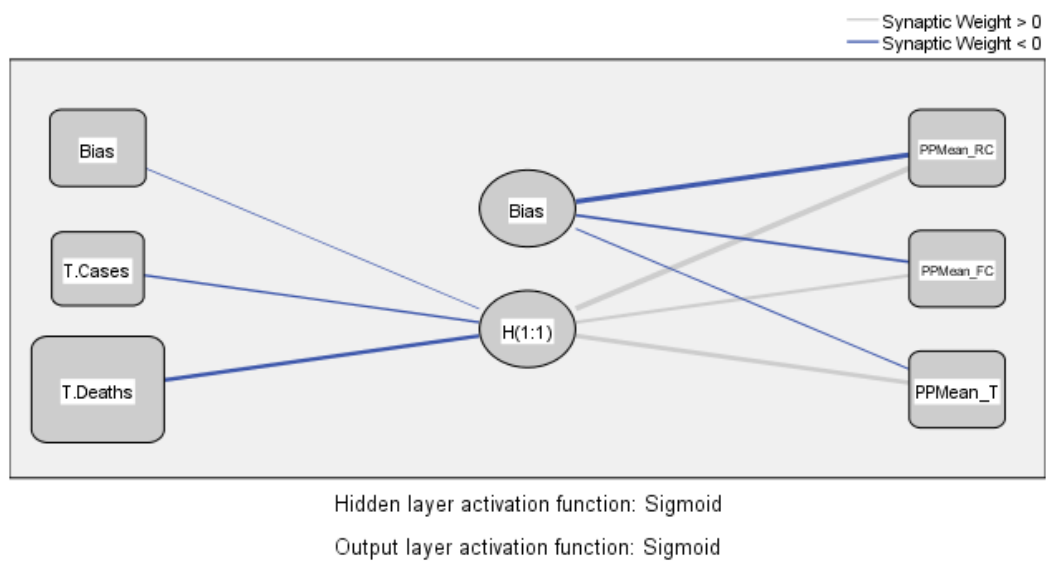 Synaptic Weight > 0
Synaptic Weight < 0
Bias
T.Cases
T.Deaths
Bias
H(1:1)
PPMean_RC
PPMean_FC
PPMean_T
Hidden layer activation function: Sigmoid
Output layer activation function: Sigmoid